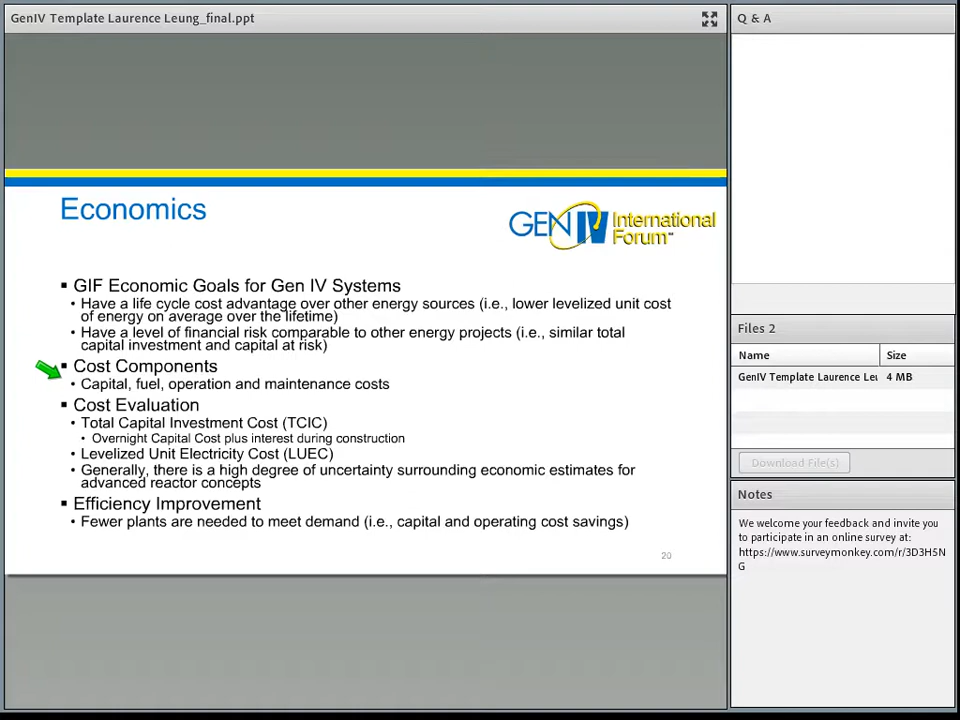 GenIV Template Laurence Leung_final.ppt
Economics
GEN IV International
Forum™
▪ GIF Economic Goals for Gen IV Systems
• Have a life cycle cost advantage over other energy sources (i.e., lower levelized unit cost
of energy on average over the lifetime)
• Have a level of financial risk comparable to other energy projects (i.e., similar total
capital investment and capital at risk)
▪ Cost Components
• Capital, fuel, operation and maintenance costs
▪ Cost Evaluation
• Total Capital Investment Cost (TCIC)
• Overnight Capital Cost plus interest during construction
• Levelized Unit Electricity Cost (LUEC)
• Generally, there is a high degree of uncertainty surrounding economic estimates for
advanced reactor concepts
▪ Efficiency Improvement
• Fewer plants are needed to meet demand (i.e., capital and operating cost savings)
20
Q & A
Files 2
Name Size
GenIV Template Laurence Leu 4 MB
Download File(s)
Notes
We welcome your feedback and invite you
to participate in an online survey at:
https://www.surveymonkey.com/r/3D3H5N
G